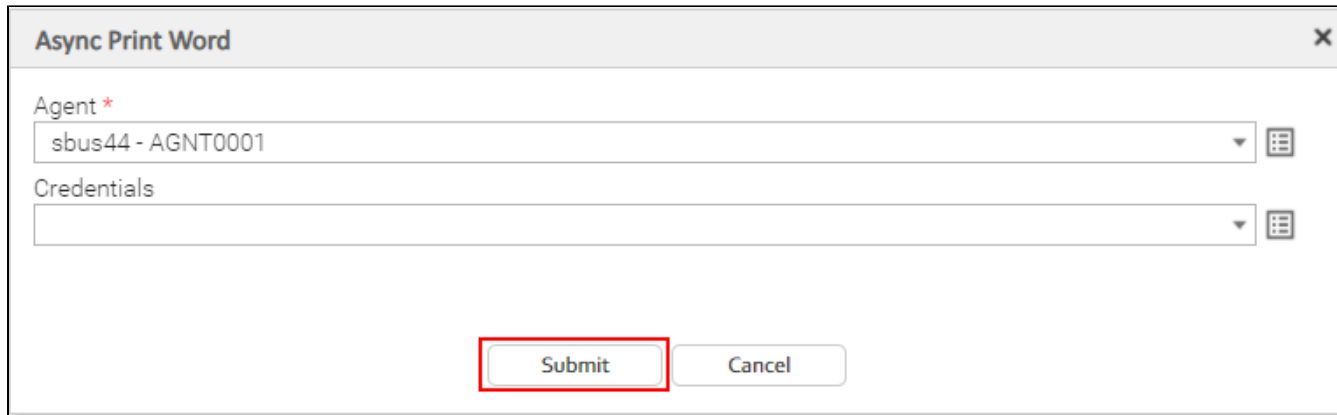 Async Print Word
Agent *
sbus44 - AGNT0001
Credentials
Submit Cancel